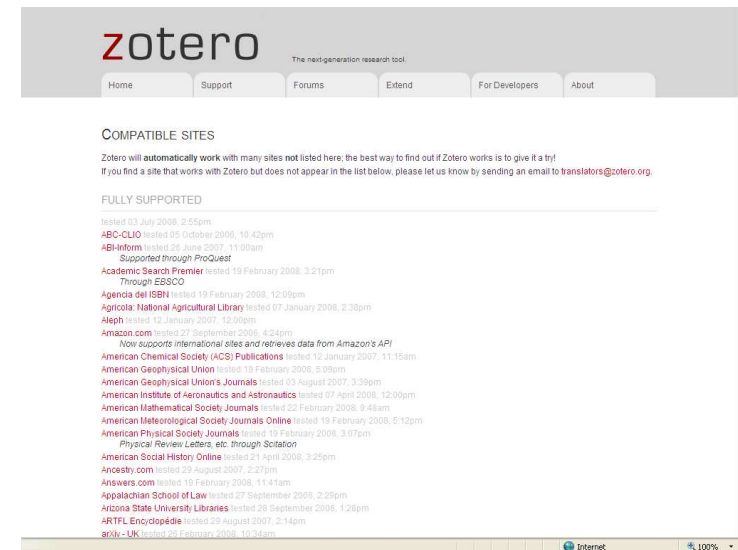 zotero
The next-generation research tool.
Home Support Forums Extend For Developers About
COMPATIBLE SITES
Zotero will automatically work with many sites not listed here; the best way to find out if Zotero works is to give it a try!
If you find a site that works with Zotero but does not appear in the list below, please let us know by sending an email to translators@zotero.org.
FULLY SUPPORTED
tested 03 July 2008, 2:55pm
ABC-CLIO tested 05 October 2006, 10:42pm
ABI-Inform tested 26 June 2007, 11:00am
Supported through ProQuest
Academic Search Premier tested 19 February 2008, 3:21pm
Through EBSCO
Agencia del ISBN tested 19 February 2008, 12:09pm
Agricola: National Agricultural Library tested 07 January 2008, 2:38pm
Aleph tested 12 January 2007, 12:00pm
Amazon.com tested 27 September 2006, 4:24pm
Now supports international sites and retrieves data from Amazon's API
American Chemical Society (ACS) Publications tested 12 January 2007, 11:15am
American Geophysical Union tested 19 February 2008, 5:09pm
American Geophysical Union's Journals tested 03 August 2007, 3:39pm
American Institute of Aeronautics and Astronautics tested 07 April 2008, 12:00pm
American Mathematical Society Journals tested 22 February 2008, 9:48am
American Meteorological Society Journals Online tested 19 February 2008, 5:12pm
American Physical Society Journals tested 19 February 2008, 3:07pm
Physical Review Letters, etc. through Scitation
American Social History Online tested 21 April 2008, 3:25pm
Ancestry.com tested 29 August 2007, 2:27pm
Answers.com tested 19 February 2008, 11:41am
Appalachian School of Law tested 27 September 2006, 2:29pm
Arizona State University Libraries tested 28 September 2006, 1:28pm
ARTFL Encyclopédie tested 29 August 2007, 2:14pm
arXiv - UK tested 26 February 2008, 10:34am
Internet 100%